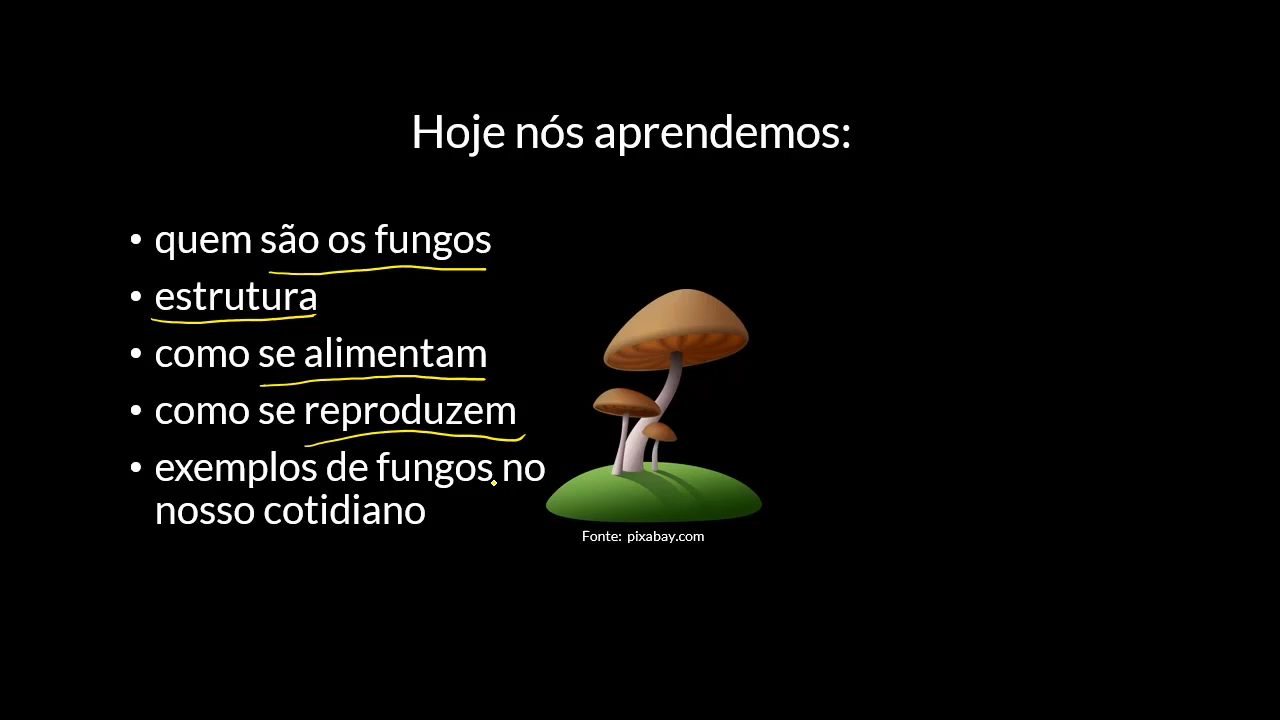 Hoje nós aprendemos:
• quem são os fungos
• estrutura
• como se alimentam
• como se reproduzem
• exemplos de fungos no
nosso cotidiano
Fonte: pixabay.com